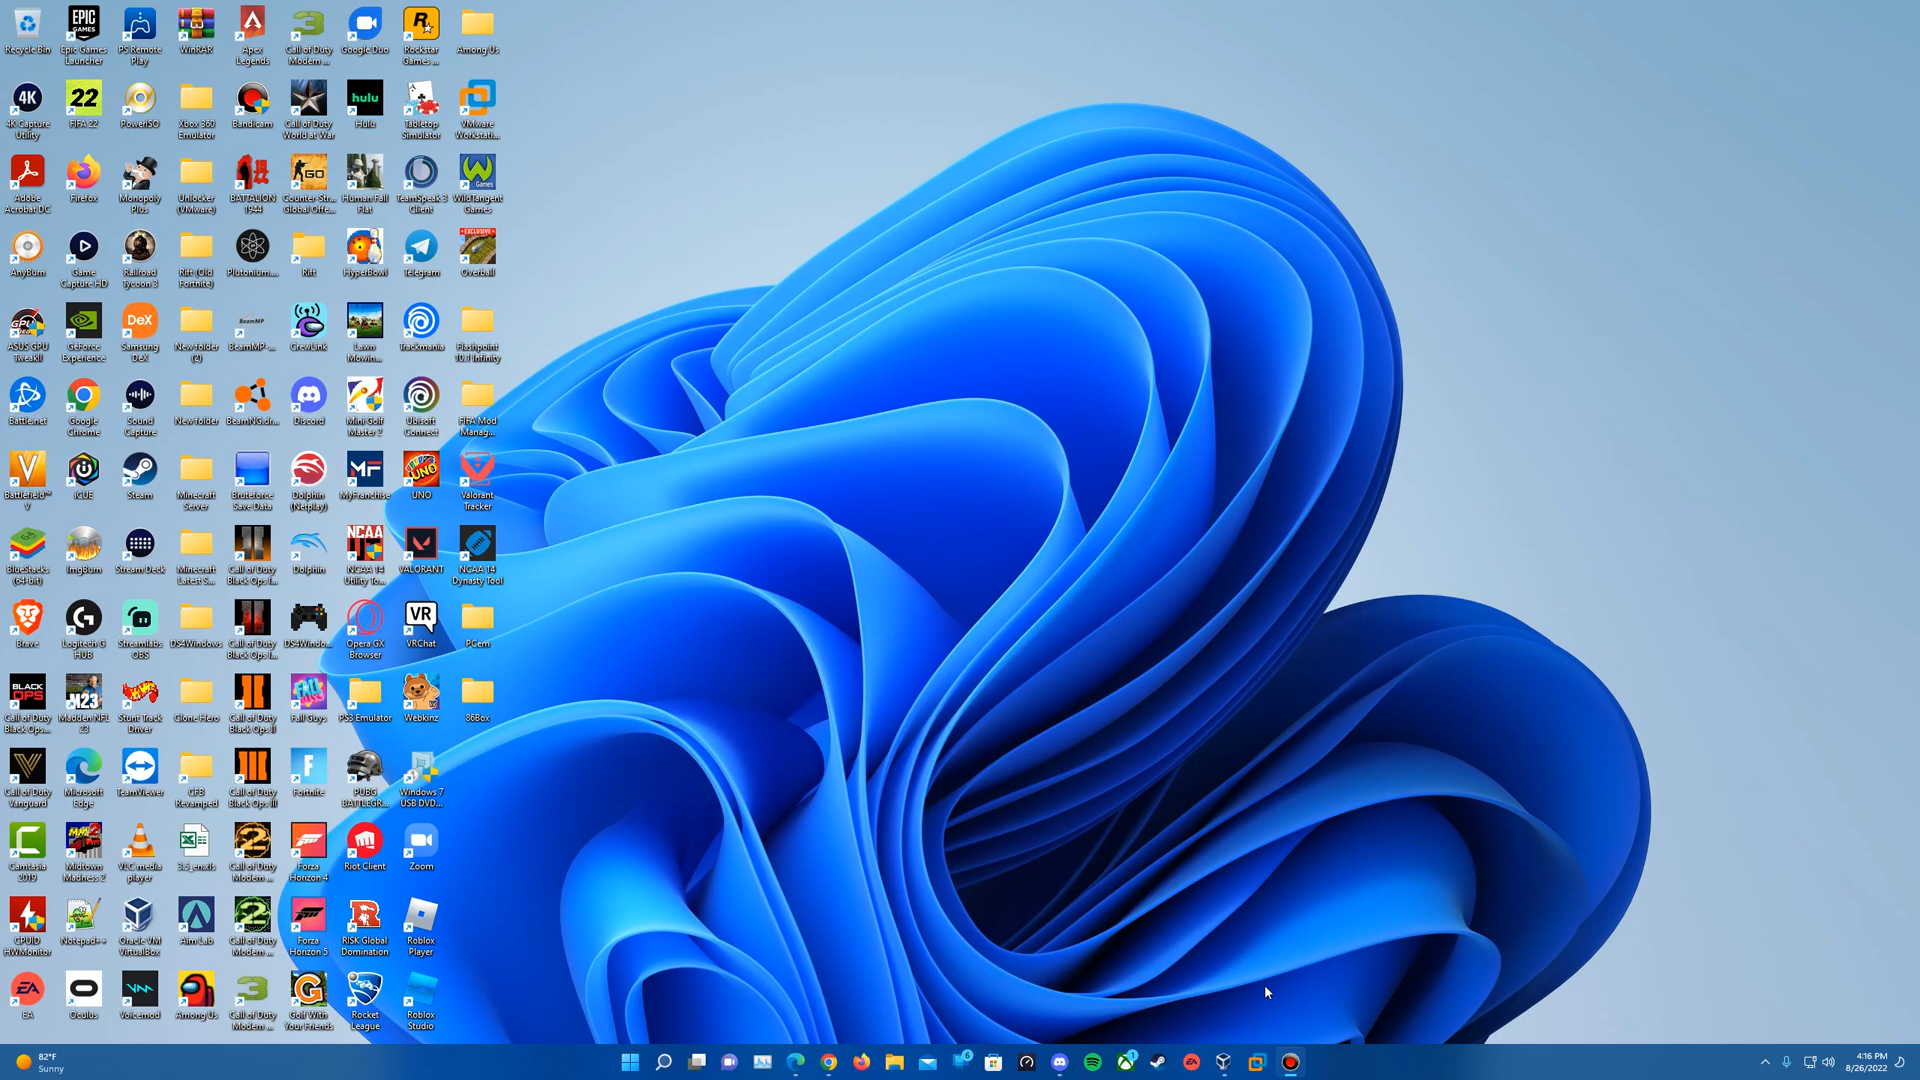 Recycle Bin
Epic Games
Launcher
PS Remote
Play
WinRAR
Apex
Legends
Call of Duty
Modern ...
Google Duo
Rockstar
Games ...
Among Us
4K Capture
Utility
FIFA 22
PowerISO
Xbox 360
Emulator
Bandicam
Call of Duty
World at War
Hulu
Tabletop
Simulator
VMware
Workstati...
Adobe
Acrobat DC
Firefox
Monopoly
Plus
Unlocker
(VMware)
BATTALION
1944
Counter-Str...
Global Offe...
Human Fall
Flat
TeamSpeak 3
Client
WildTangent
Games
AnyBurn
Game
Capture HD
Railroad
Tycoon 3
Rift (Old
Fortnite)
Plutonium....
Rift
HyperBowl
Telegram
Overball
ASUS GPU
TweakII
GeForce
Experience
Samsung
DeX
New folder
(2)
BeamMP-...
CrewLink
Lawn
Mowin...
Trackmania
Flashpoint
10.1 Infinity
Battle.net
Google
Chrome
Sound
Capture
New folder
BeamNG.dr...
Discord
Mini Golf
Master 2
Ubisoft
Connect
FIFA Mod
Manag...
Battlefield™
V
iCUE
Steam
Minecraft
Server
Bruteforce
Save Data
Dolphin
(Netplay)
MyFranchise
UNO
Valorant
Tracker
BlueStacks
(64-bit)
ImgBurn
Stream Deck
Minecraft
Latest S...
Call of Duty
Black Ops I...
Dolphin
NCAA 14
Utility To...
VALORANT
NCAA 14
Dynasty Tool
Brave
Logitech G
HUB
Streamlabs
OBS
DS4Windows
Call of Duty
Black Ops I...
DS4Windo...
Opera GX
Browser
VRChat
PCem
Call of Duty
Black Ops...
Madden NFL
23
Stunt Track
Driver
Clone Hero
Call of Duty
Black Ops II
Fall Guys
PS3 Emulator
Webkinz
86Box
Call of Duty
Vanguard
Microsoft
Edge
TeamViewer
CFB
Revamped
Call of Duty
Black Ops III
Fortnite
PUBG
BATTLEGR...
Windows 7
USB DVD...
Camtasia
2019
Midtown
Madness 2
VLC media
player
3.5_en.xls
Call of Duty
Modern ...
Forza
Horizon 4
Riot Client
Zoom
CPUID
HWMonitor
Notepad++
Oracle VM
VirtualBox
Aim Lab
Call of Duty
Modern ...
Forza
Horizon 5
RISK Global
Domination
Roblox
Player
EA
Oculus
Voicemod
Among Us
Call of Duty
Modern ...
Golf With
Your Friends
Rocket
League
Roblox
Studio
82°F
Sunny
4:16 PM
8/26/2022